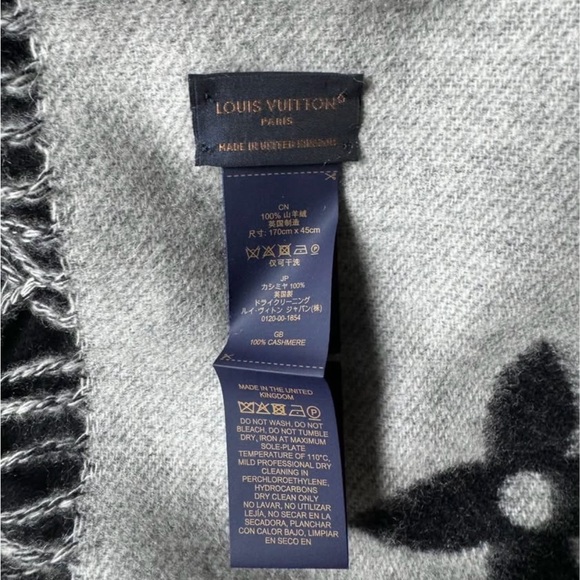 LOUIS VUITTON®
PARIS
MADE IN UNITED KINGDOM
CN
100% 山羊绒
英国制造
尺寸: 170cm x 45cm
仅可干洗
JP
カシミヤ 100%
英国製
ドライクリーニング
ルイ・ヴィトン ジャパン(株)
0120-00-1854
GB
100% CASHMERE
MADE IN THE UNITED
KINGDOM
DO NOT WASH, DO NOT
BLEACH, DO NOT TUMBLE
DRY, IRON AT MAXIMUM
SOLE-PLATE
TEMPERATURE OF 110°C,
MILD PROFESSIONAL DRY
CLEANING IN
PERCHLOROETHYLENE,
HYDROCARBONS
DRY CLEAN ONLY
NO LAVAR, NO UTILIZAR
LEJÍA, NO SECAR EN LA
SECADORA, PLANCHAR
CON CALOR BAJO, LIMPIAR
EN SECO EN